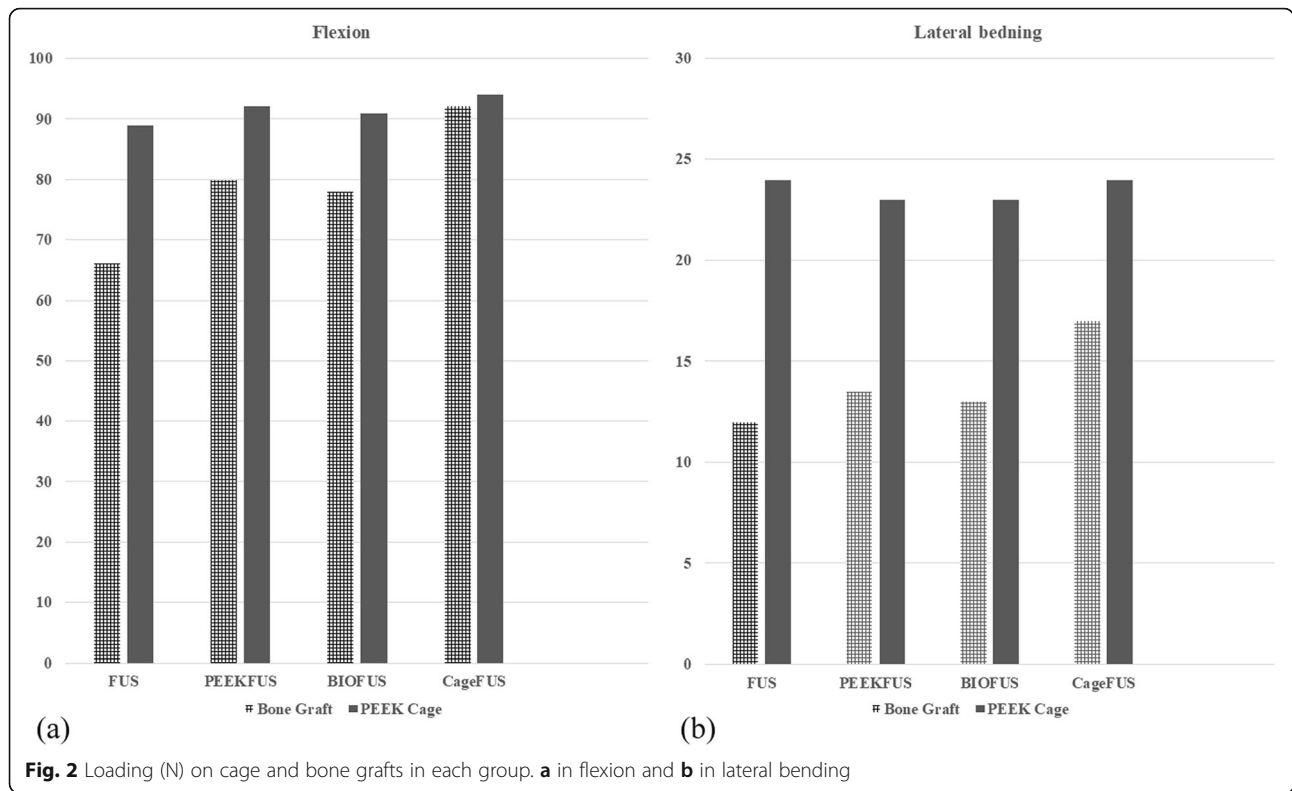 Flexion
100
90
80
70
60
50
40
30
20
10
0
FUS PEEKFUS BIOFUS CageFUS
Bone Graft PEEK Cage
(a)
Lateral bedning
30
25
20
15
10
5
0
FUS PEEKFUS BIOFUS CageFUS
Bone Graft PEEK Cage
(b)
Fig. 2 Loading (N) on cage and bone grafts in each group. a in flexion and b in lateral bending